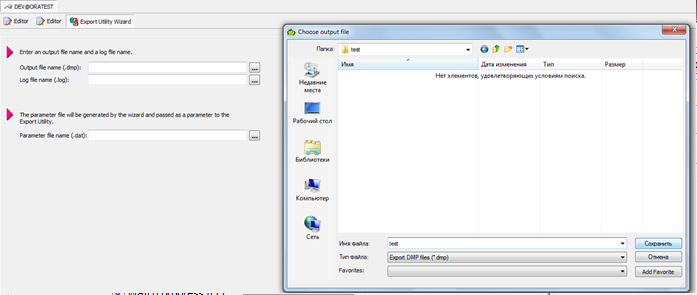 DEV@ORATEST
Editor
Editor
Export Utility Wizard
Enter an output file name and a log file name.
Output file name (.dmp):
...
Log file name (.log):
...
The parameter file will be generated by the wizard and passed as a parameter to the
Export Utility.
Parameter file name (.dat):
...
Choose output file
Папка:
test
Имя
Дата изменения
Тип
Размер
Нет элементов, удовлетворяющих условиям поиска.
Недавние
места
Рабочий стол
Библиотеки
Компьютер
Сеть
Имя файла:
test
Сохранить
Тип файла:
Export DMP files (*.dmp)
Отмена
Favorites:
Add Favorite